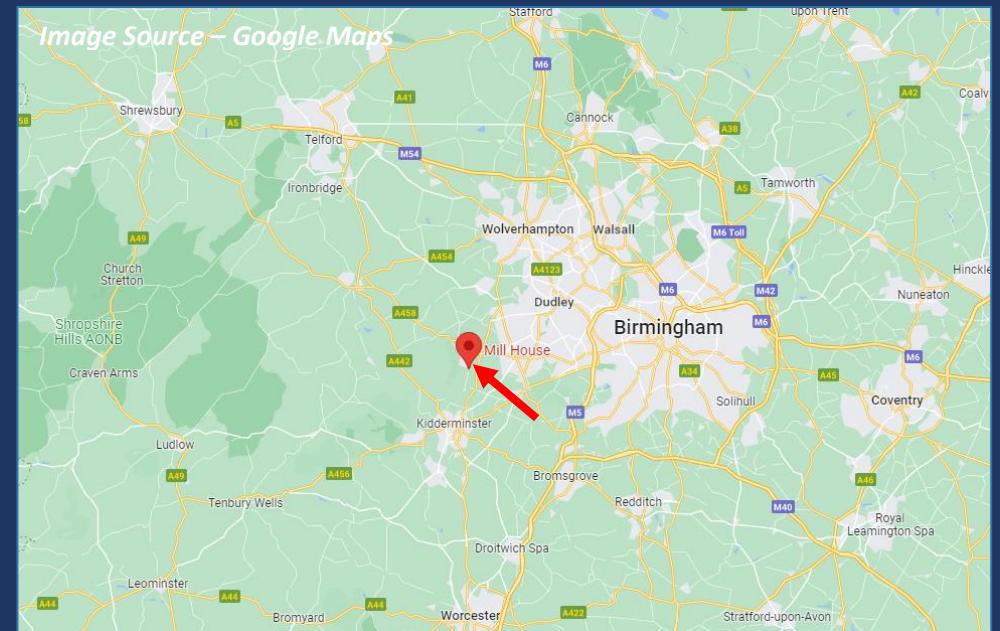 Stafford
upon Trent
Image Source – Google Maps
M6
A41
A42
Coalv
Shrewsbury
58
A5
Cannock
A38
Telford
M54
Ironbridge
A5
Tamworth
Wolverhampton
Walsall
M6 Toll
A49
A454
A4123
Church
Stretton
Hinckle
M6
M42
Nuneaton
Dudley
A458
Shropshire
Hills AONB
Birmingham
M6
Mill House
A442
M6
Craven Arms
A34
A45
Solihull
Coventry
M5
Kidderminster
Ludlow
A49
A456
Bromsgrove
A46
Tenbury Wells
Redditch
M40
Royal
Leamington Spa
Droitwich Spa
Leominster
A44
A44
A44
Bromyard
Worcester
A422
Stratford-upon-Avon